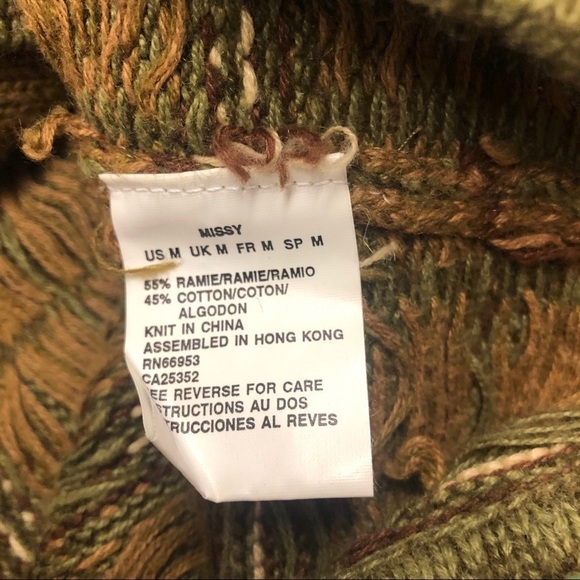 MISSY
US M UK M FR M SP M
55% RAMIE/RAMIE/RAMIO
45% COTTON/COTON/
ALGODON
KNIT IN CHINA
ASSEMBLED IN HONG KONG
RN66953
CA25352
EE REVERSE FOR CARE
STRUCTIONS AU DOS
TRUCCIONES AL REVES